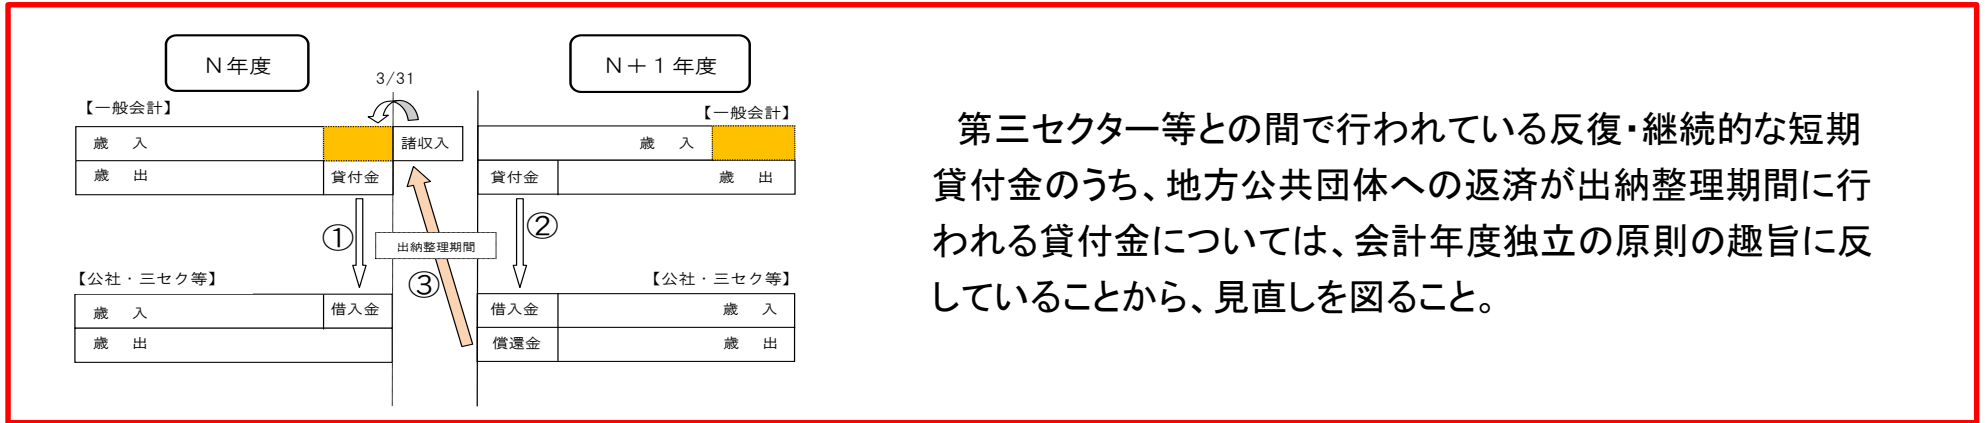 N年度
3/31
N+1年度
【一般会計】
【一般会計】
歳 入
諸収入
歳 入
歳 出
貸付金
貸付金
歳 出
①
②
出納整理期間
③
【公社・三セク等】
【公社・三セク等】
歳 入
借入金
借入金
歳 入
歳 出
償還金
歳 出
第三セクター等との間で行われている反復・継続的な短期
貸付金のうち、地方公共団体への返済が出納整理期間に行
われる貸付金については、会計年度独立の原則の趣旨に反
していることから、見直しを図ること。